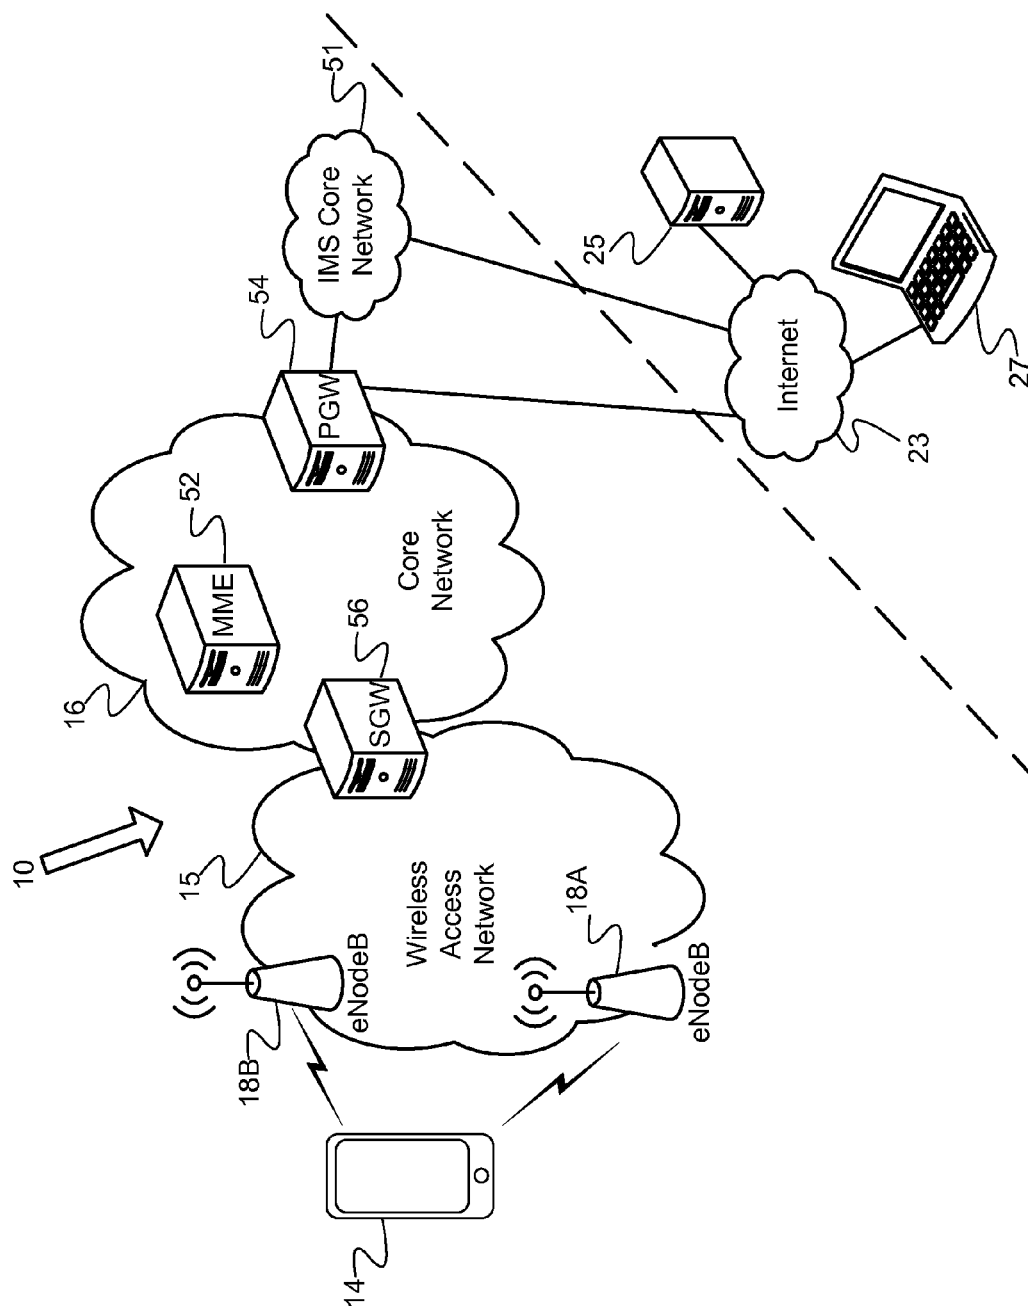 10
16
MME
52
54
PGW
51
IMS Core
Network
Core
Network
56
SGW
15
Wireless
Access
Network
18B
eNodeB
18A
eNodeB
14
25
Internet
23
27